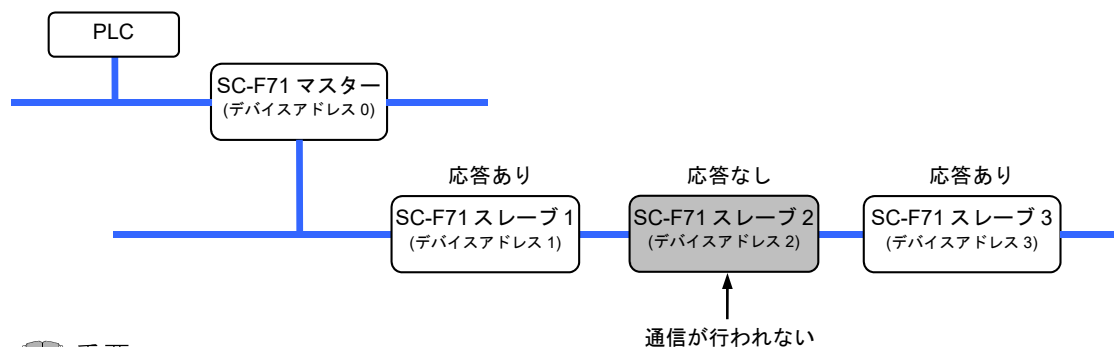 PLC
SC-F71 マスター
(デバイスアドレス 0)
応答あり
応答なし
応答あり
SC-F71 スレーブ 1
(デバイスアドレス 1)
SC-F71 スレーブ 2
(デバイスアドレス 2)
SC-F71 スレーブ 3
(デバイスアドレス 3)
通信が行われない